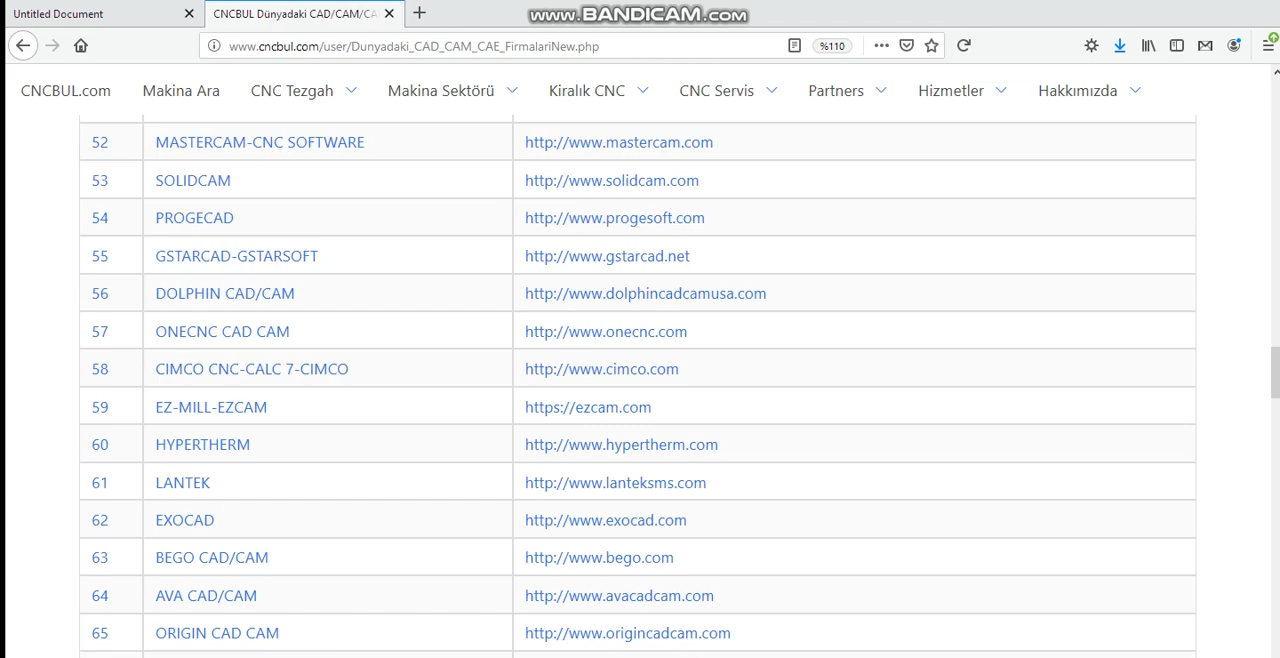 Untitled Document
CNCBUL Dünyadaki CAD/CAM/CA
www.BANDICAM.com
www.cncbul.com/user/Dunyadaki_CAD_CAM_CAE_FirmalariNew.php
%110
CNCBUL.com Makina Ara CNC Tezgah Makina Sektörü Kiralık CNC CNC Servis Partners Hizmetler Hakkımızda
52 MASTERCAM-CNC SOFTWARE http://www.mastercam.com
53 SOLIDCAM http://www.solidcam.com
54 PROGECAD http://www.progesoft.com
55 GSTARCAD-GSTARSOFT http://www.gstarcad.net
56 DOLPHIN CAD/CAM http://www.dolphincadcamusa.com
57 ONECNC CAD CAM http://www.onecnc.com
58 CIMCO CNC-CALC 7-CIMCO http://www.cimco.com
59 EZ-MILL-EZCAM https://ezcam.com
60 HYPERTHERM http://www.hypertherm.com
61 LANTEK http://www.lanteksms.com
62 EXOCAD http://www.exocad.com
63 BEGO CAD/CAM http://www.bego.com
64 AVA CAD/CAM http://www.avacadcam.com
65 ORIGIN CAD CAM http://www.origincadcam.com